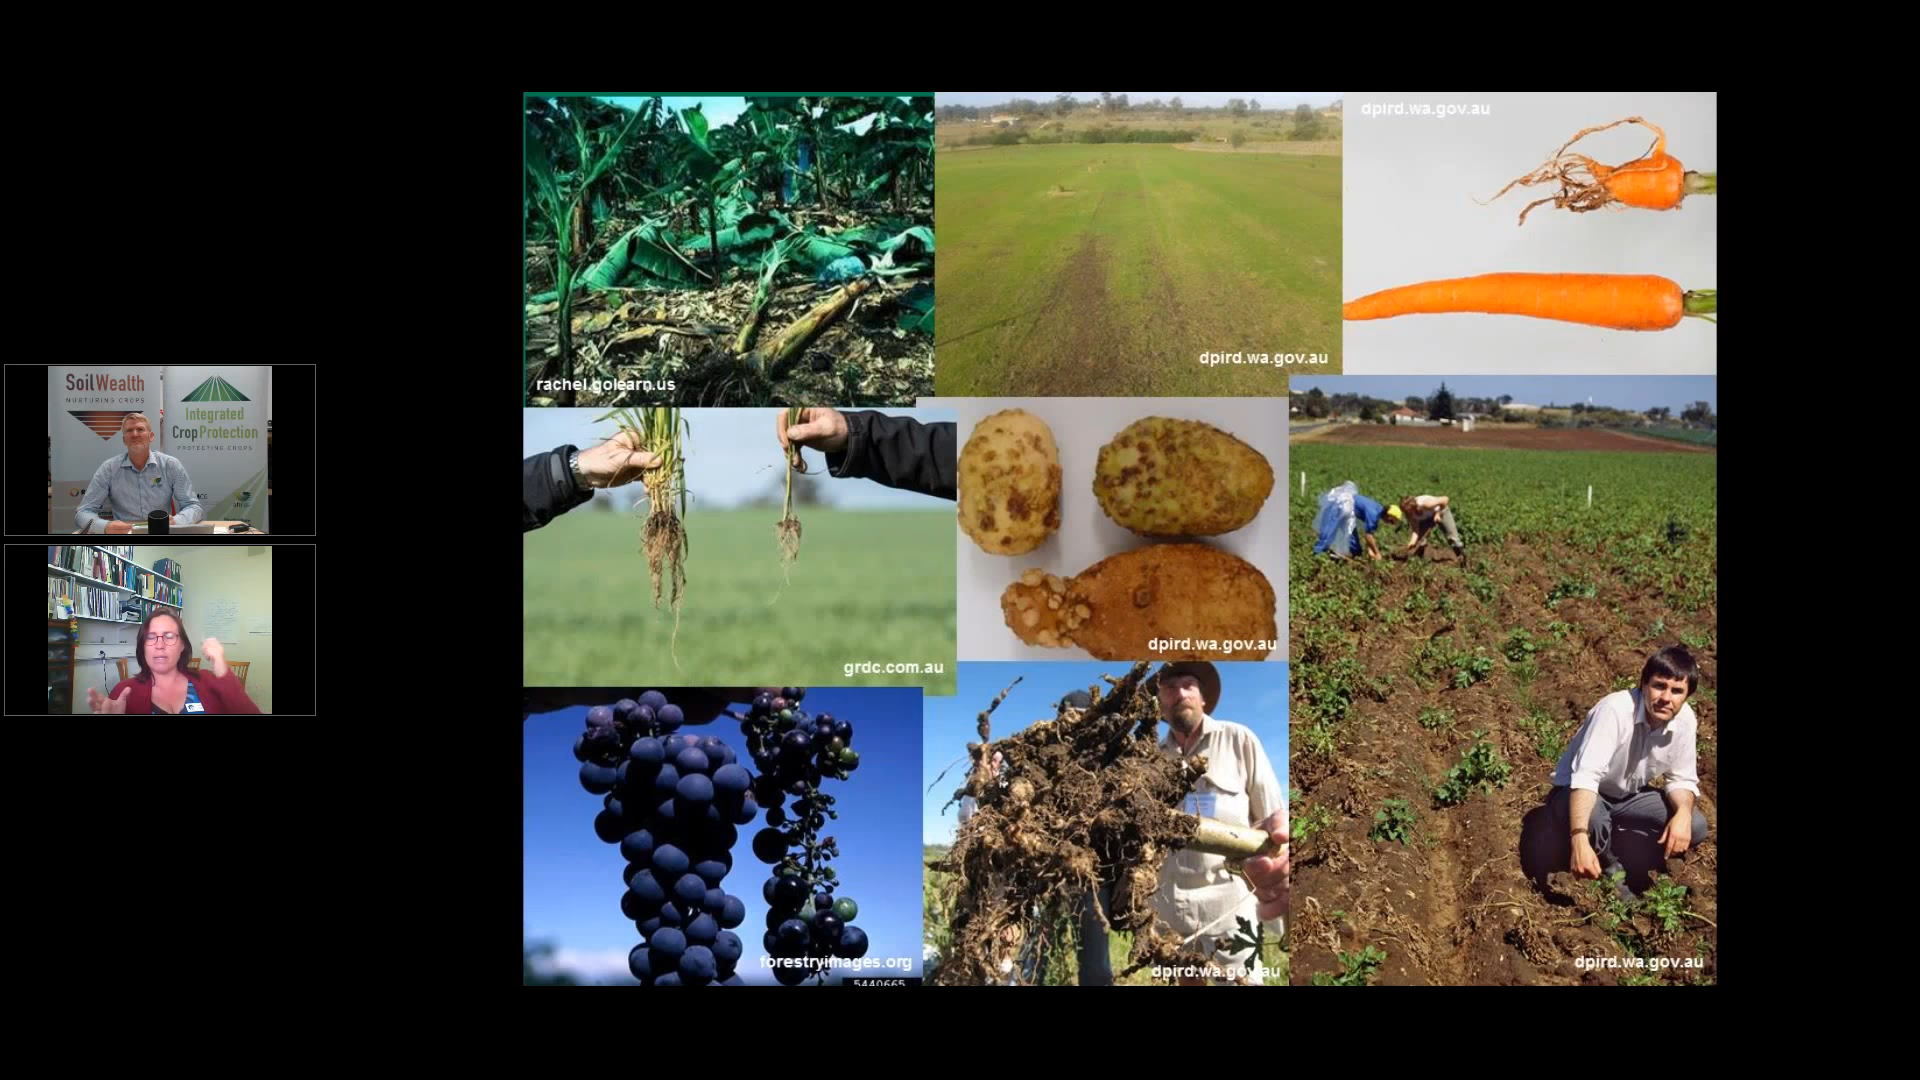 SoilWealth
NURTURING CROPS
Integrated
CropProtection
PROTECTING CROPS
rachel.golearn.us
dpird.wa.gov.au
dpird.wa.gov.au
grdc.com.au
dpird.wa.gov.au
forestryimages.org
5440665
dpird.wa.gov.au
dpird.wa.gov.au